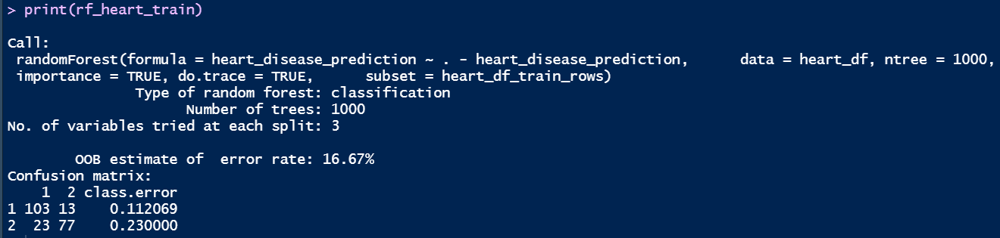 > print(rf_heart_train)
Call:
 randomForest(formula = heart_disease_prediction ~ . - heart_disease_prediction,      data = heart_df, ntree = 1000,
 importance = TRUE, do.trace = TRUE,      subset = heart_df_train_rows)
               Type of random forest: classification
                     Number of trees: 1000
No. of variables tried at each split: 3
        OOB estimate of  error rate: 16.67%
Confusion matrix:
    1  2 class.error
1 103 13    0.112069
2  23 77    0.230000